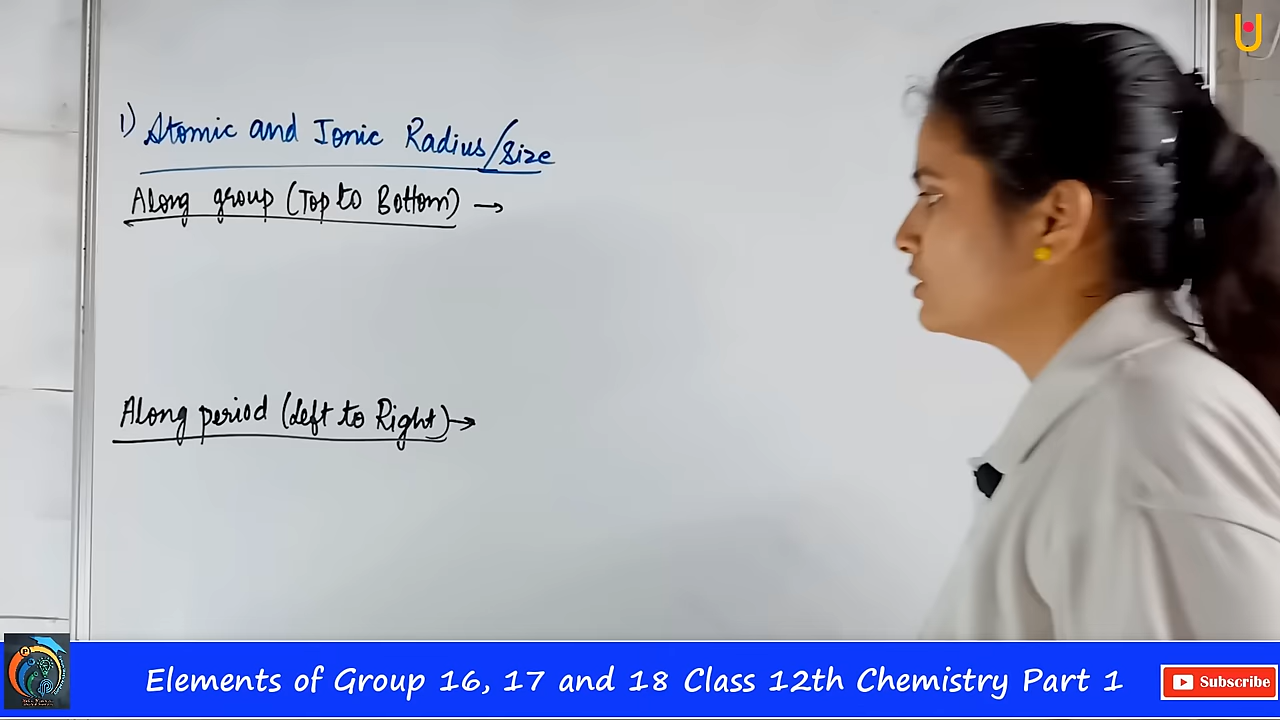 1) Atomic and Ionic Radius/Size
Along group (Top to Bottom) →
Along period (Left to Right) →
Elements of Group 16, 17 and 18 Class 12th Chemistry Part 1
Subscribe